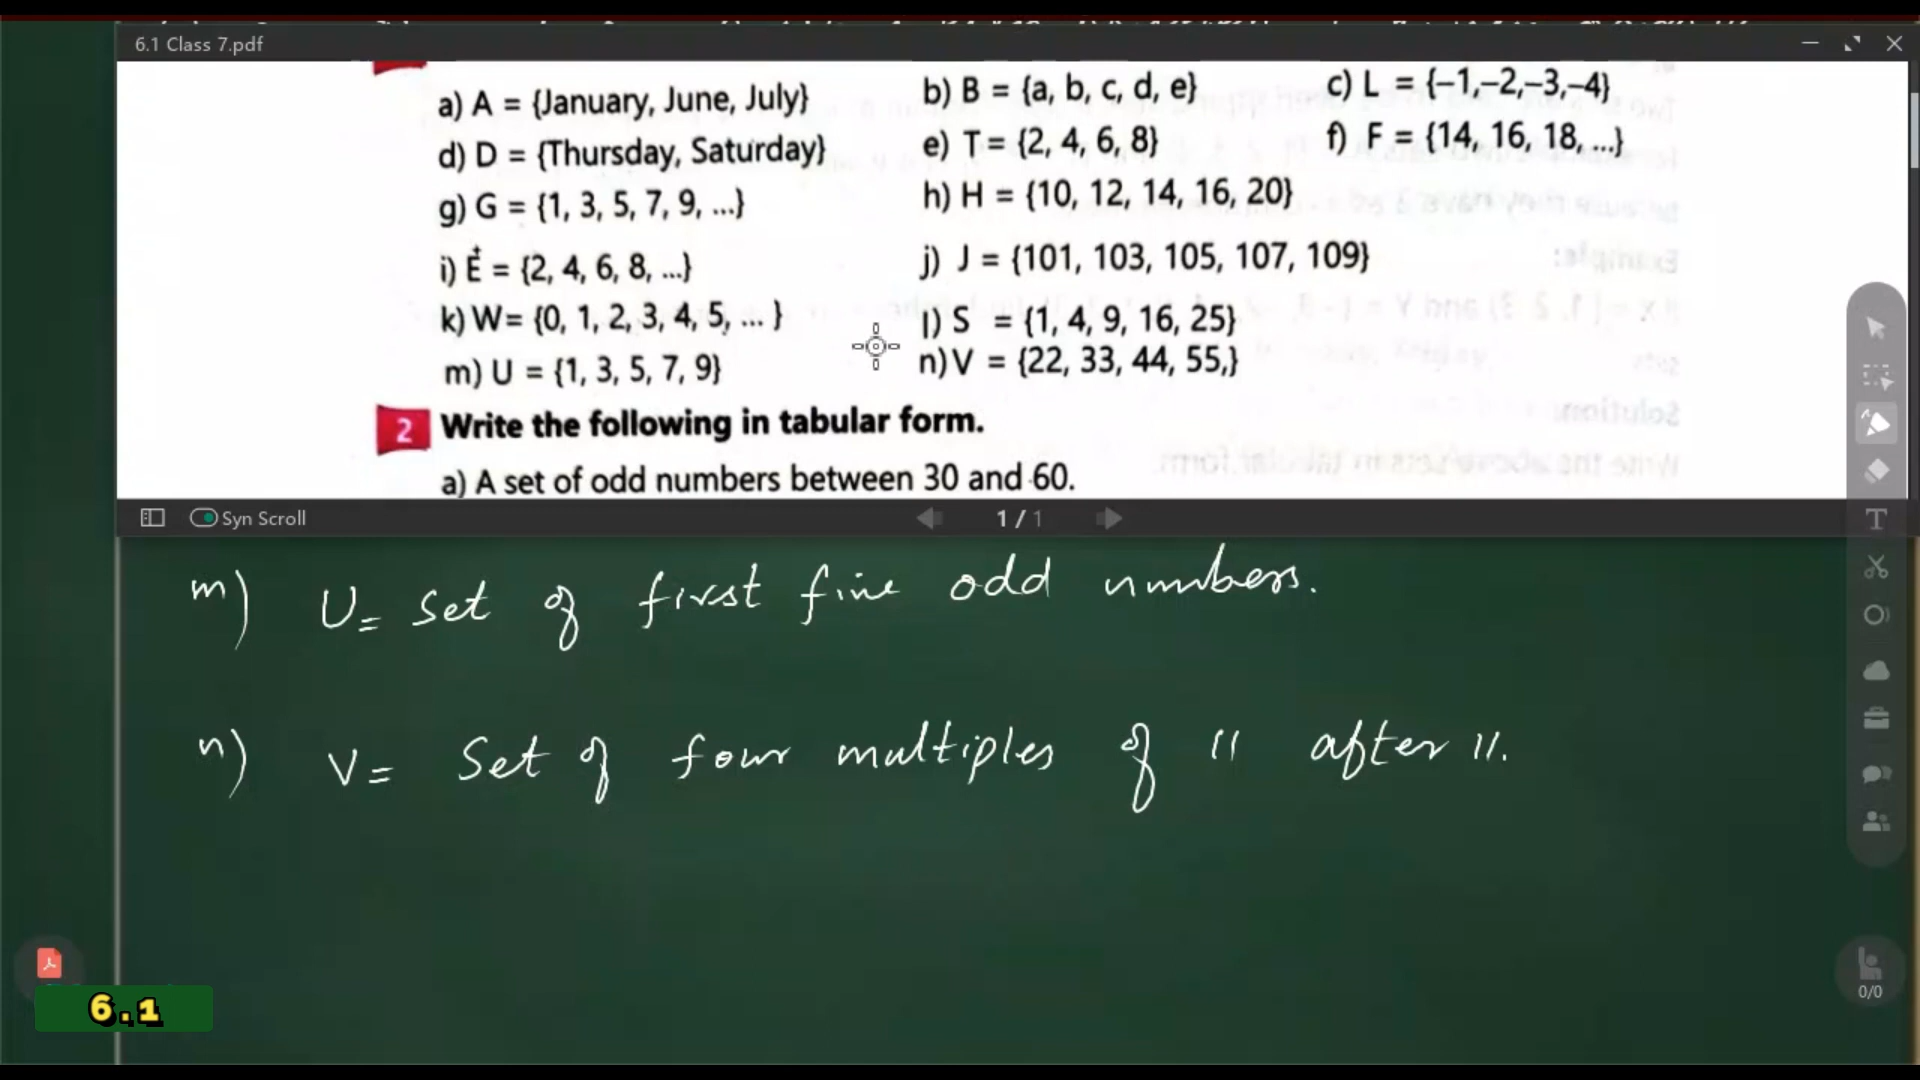 6.1 Class 7.pdf
a) A = {January, June, July}
b) B = {a, b, c, d, e}
c) L = {–1,–2,–3,–4}
d) D = {Thursday, Saturday}
e) T = {2, 4, 6, 8}
f) F = {14, 16, 18, ...}
g) G = {1, 3, 5, 7, 9, ...}
h) H = {10, 12, 14, 16, 20}
i) E = {2, 4, 6, 8, ...}
j) J = {101, 103, 105, 107, 109}
k) W= {0, 1, 2, 3, 4, 5, ... }
l) S = {1, 4, 9, 16, 25}
m) U = {1, 3, 5, 7, 9}
n) V = {22, 33, 44, 55,}
2 Write the following in tabular form.
a) A set of odd numbers between 30 and 60.
Syn Scroll
1 / 1
m) U = Set of first five odd numbers.
n) V = Set of four multiples of 11 after 11.
0/0
6.1